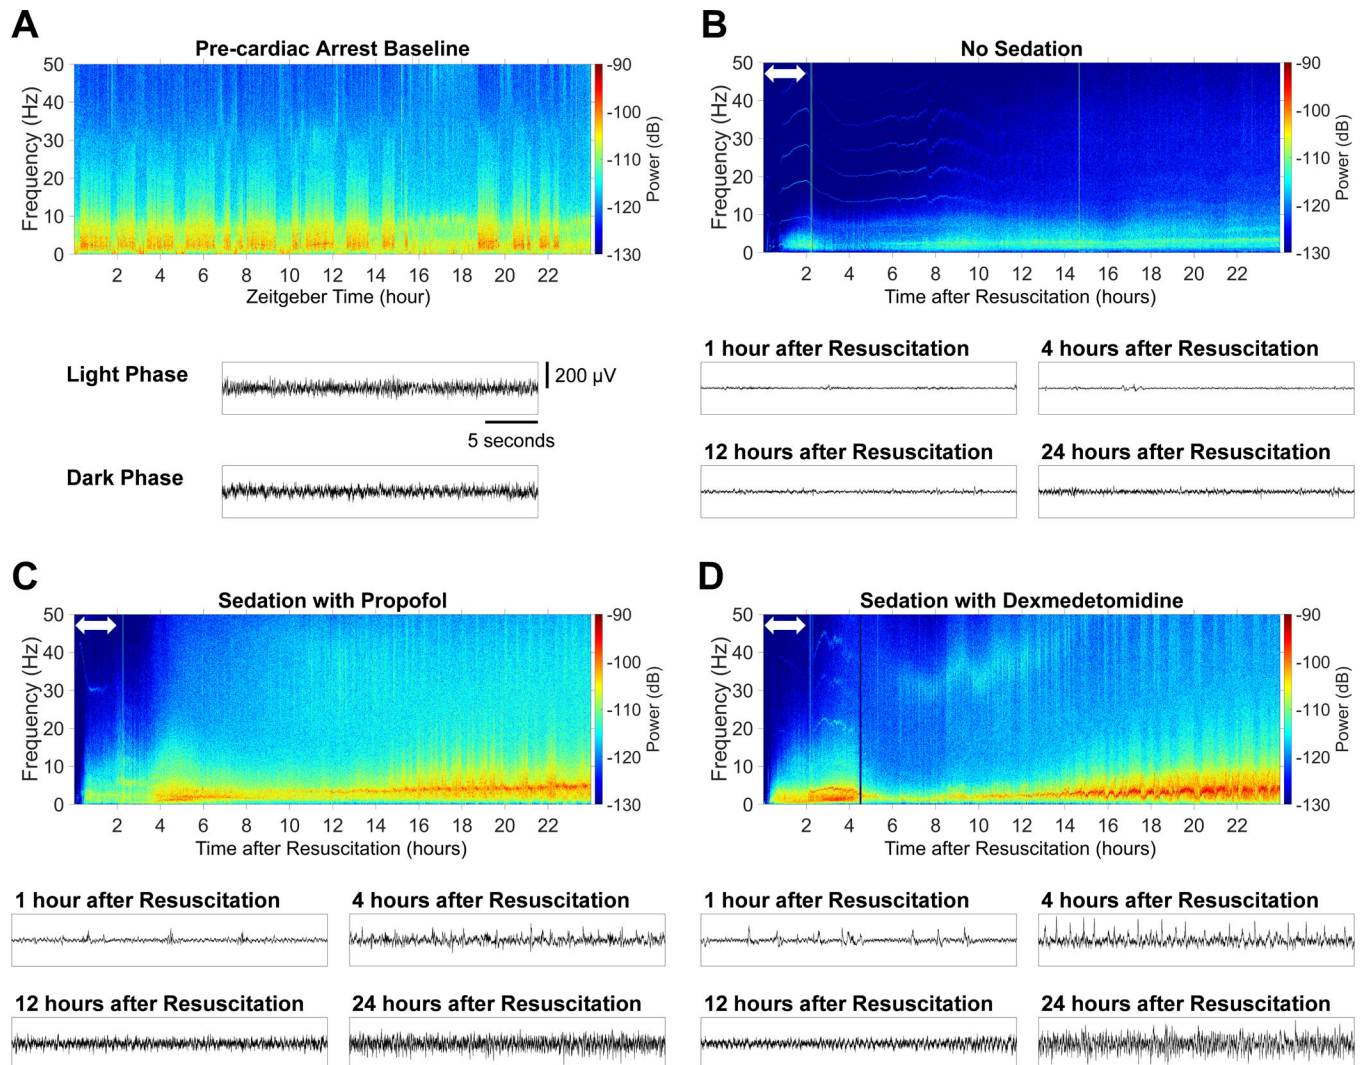 A
Pre-cardiac Arrest Baseline
50
40
30
20
10
0
Frequency (Hz)
2 4 6 8 10 12 14 16 18 20 22
Zeitgeber Time (hour)
-90
-100
-110
-120
-130
Power (dB)
Light Phase
200 µV
5 seconds
Dark Phase
B
No Sedation
50
40
30
20
10
0
Frequency (Hz)
2 4 6 8 10 12 14 16 18 20 22
Time after Resuscitation (hours)
-90
-100
-110
-120
-130
Power (dB)
1 hour after Resuscitation
4 hours after Resuscitation
12 hours after Resuscitation
24 hours after Resuscitation
C
Sedation with Propofol
50
40
30
20
10
0
Frequency (Hz)
2 4 6 8 10 12 14 16 18 20 22
Time after Resuscitation (hours)
-90
-100
-110
-120
-130
Power (dB)
1 hour after Resuscitation
4 hours after Resuscitation
12 hours after Resuscitation
24 hours after Resuscitation
D
Sedation with Dexmedetomidine
50
40
30
20
10
0
Frequency (Hz)
2 4 6 8 10 12 14 16 18 20 22
Time after Resuscitation (hours)
-90
-100
-110
-120
-130
Power (dB)
1 hour after Resuscitation
4 hours after Resuscitation
12 hours after Resuscitation
24 hours after Resuscitation